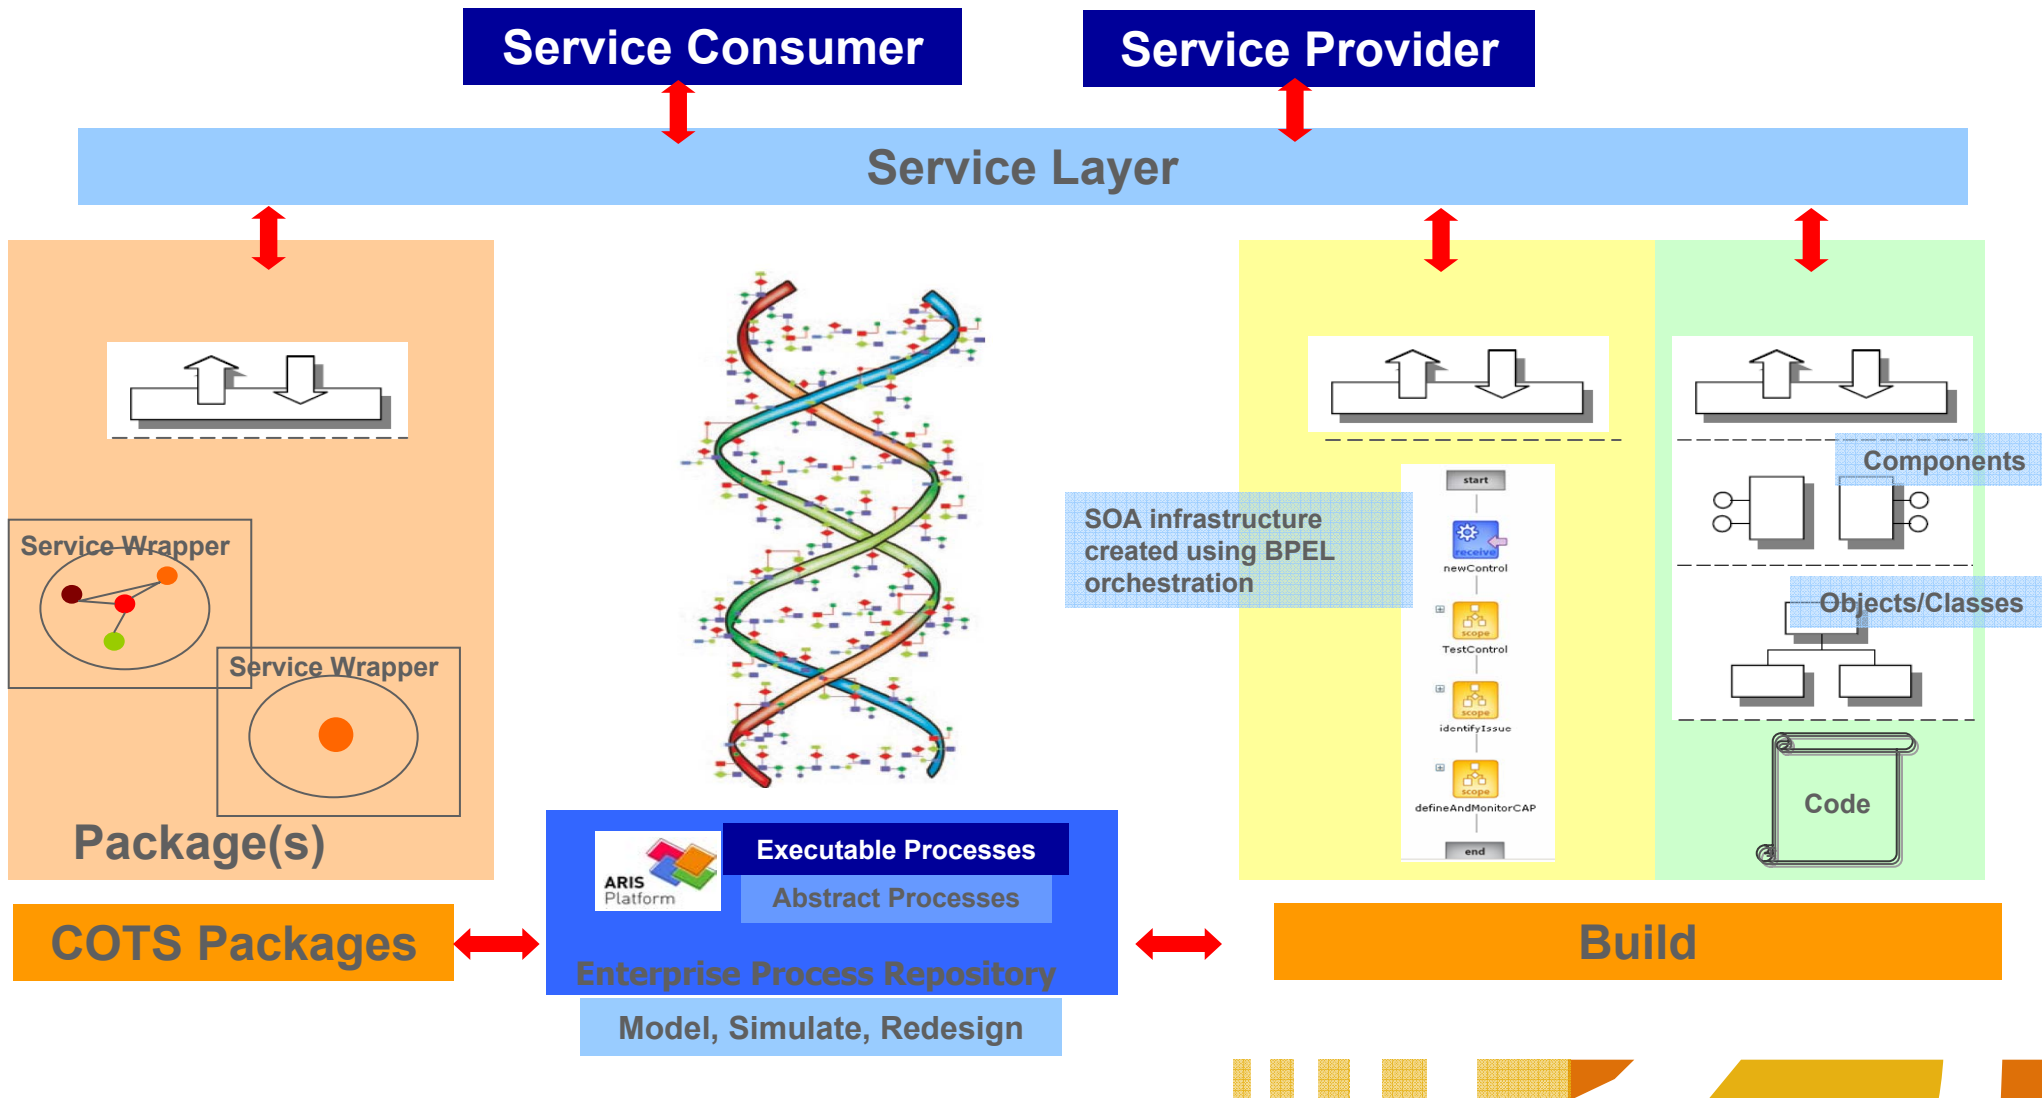 Service Consumer
Service Provider
Service Layer
Service Wrapper
Service Wrapper
Package(s)
COTS Packages
ARIS
Platform
Executable Processes
Abstract Processes
Enterprise Process Repository
Model, Simulate, Redesign
SOA infrastructure
created using BPEL
orchestration
start
receive
newControl
scope
TestControl
scope
identifyIssue
scope
defineAndMonitorCAP
end
Components
Objects/Classes
Code
Build